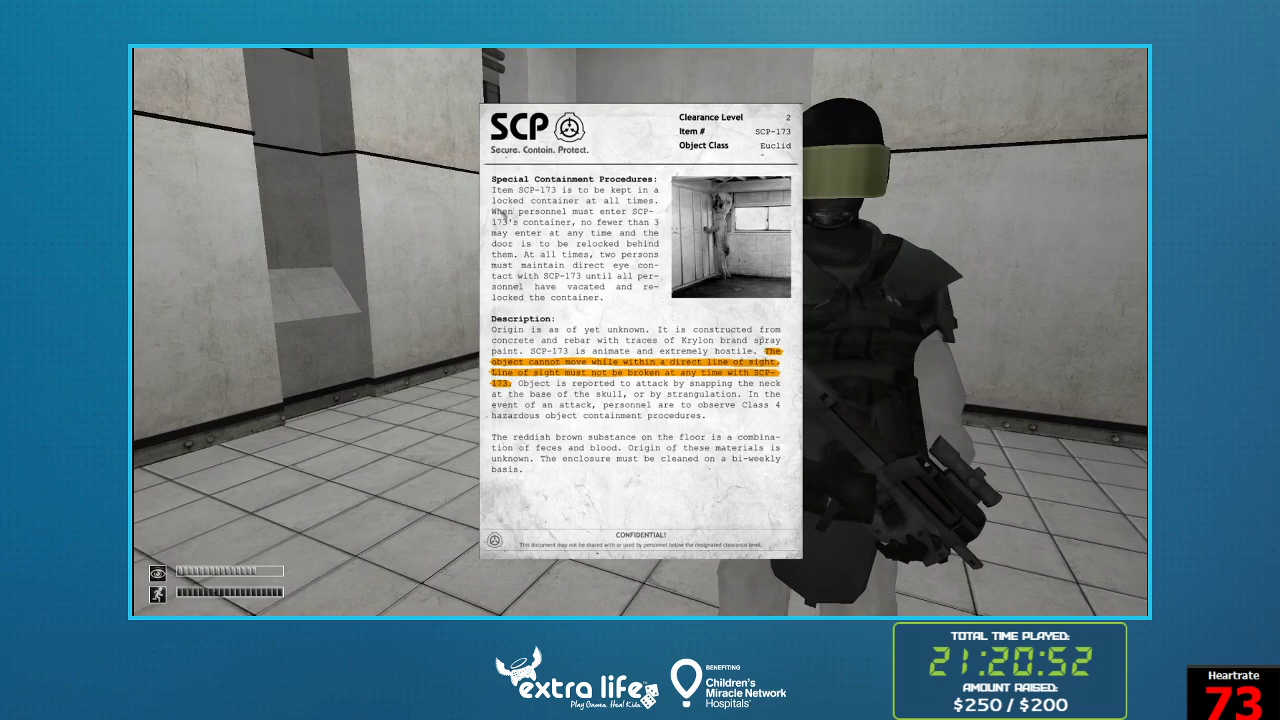 SCP
Secure. Contain. Protect.
Clearance Level 2
Item # SCP-173
Object Class Euclid
Special Containment Procedures:
Item SCP-173 is to be kept in a
locked container at all times.
When personnel must enter SCP-
173's container, no fewer than 3
may enter at any time and the
door is to be relocked behind
them. At all times, two persons
must maintain direct eye con-
tact with SCP-173 until all per-
sonnel have vacated and re-
locked the container.
Description:
Origin is as of yet unknown. It is constructed from
concrete and rebar with traces of Krylon brand spray
paint. SCP-173 is animate and extremely hostile. The
object cannot move while within a direct line of sight.
Line of sight must not be broken at any time with SCP-
173. Object is reported to attack by snapping the neck
at the base of the skull, or by strangulation. In the
event of an attack, personnel are to observe Class 4
hazardous object containment procedures.
The reddish brown substance on the floor is a combina-
tion of feces and blood. Origin of these materials is
unknown. The enclosure must be cleaned on a bi-weekly
basis.
CONFIDENTIAL!
This document may not be shared with or used by personnel below the designated clearance level.
extra life
Play Games. Heal Kids.
BENEFITING
Children's
Miracle Network
Hospitals
TOTAL TIME PLAYED:
21:20:52
AMOUNT RAISED:
$250 / $200
Heartrate
73